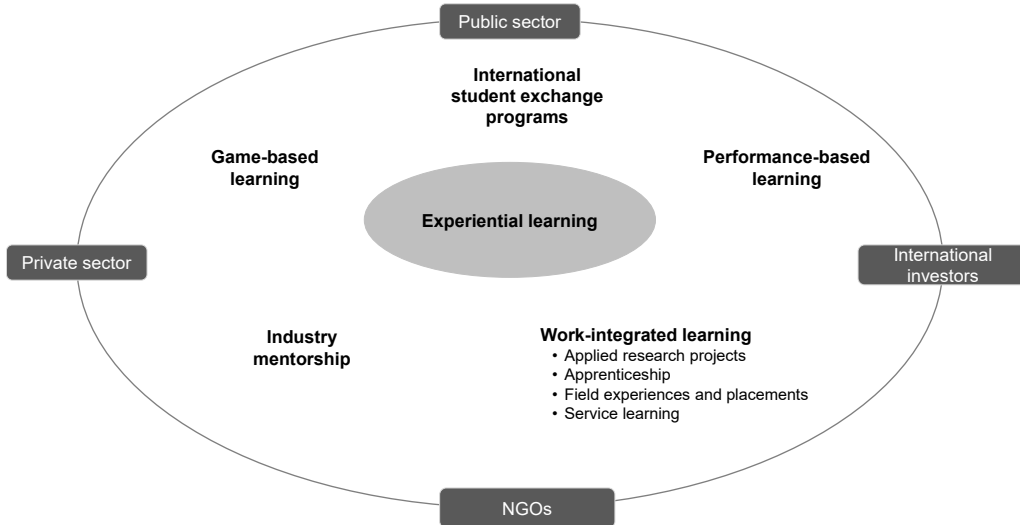 Public sector
International
student exchange
programs
Game-based
learning
Performance-based
learning
Experiential learning
Private sector
International
investors
Industry
mentorship
Work-integrated learning
• Applied research projects
• Apprenticeship
• Field experiences and placements
• Service learning
NGOs